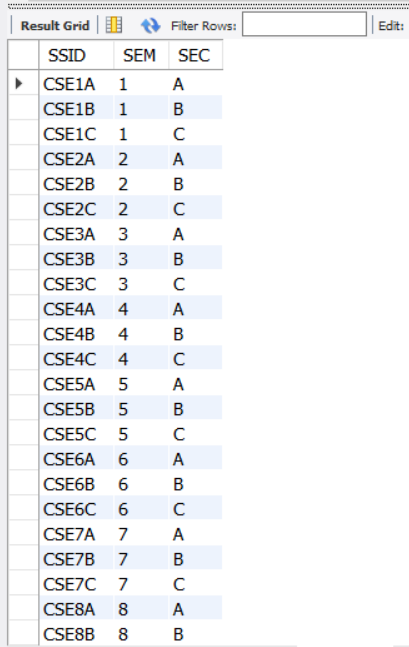 Result Grid Filter Rows: Edit:
SSID SEM SEC
CSE1A 1 A
CSE1B 1 B
CSE1C 1 C
CSE2A 2 A
CSE2B 2 B
CSE2C 2 C
CSE3A 3 A
CSE3B 3 B
CSE3C 3 C
CSE4A 4 A
CSE4B 4 B
CSE4C 4 C
CSE5A 5 A
CSE5B 5 B
CSE5C 5 C
CSE6A 6 A
CSE6B 6 B
CSE6C 6 C
CSE7A 7 A
CSE7B 7 B
CSE7C 7 C
CSE8A 8 A
CSE8B 8 B